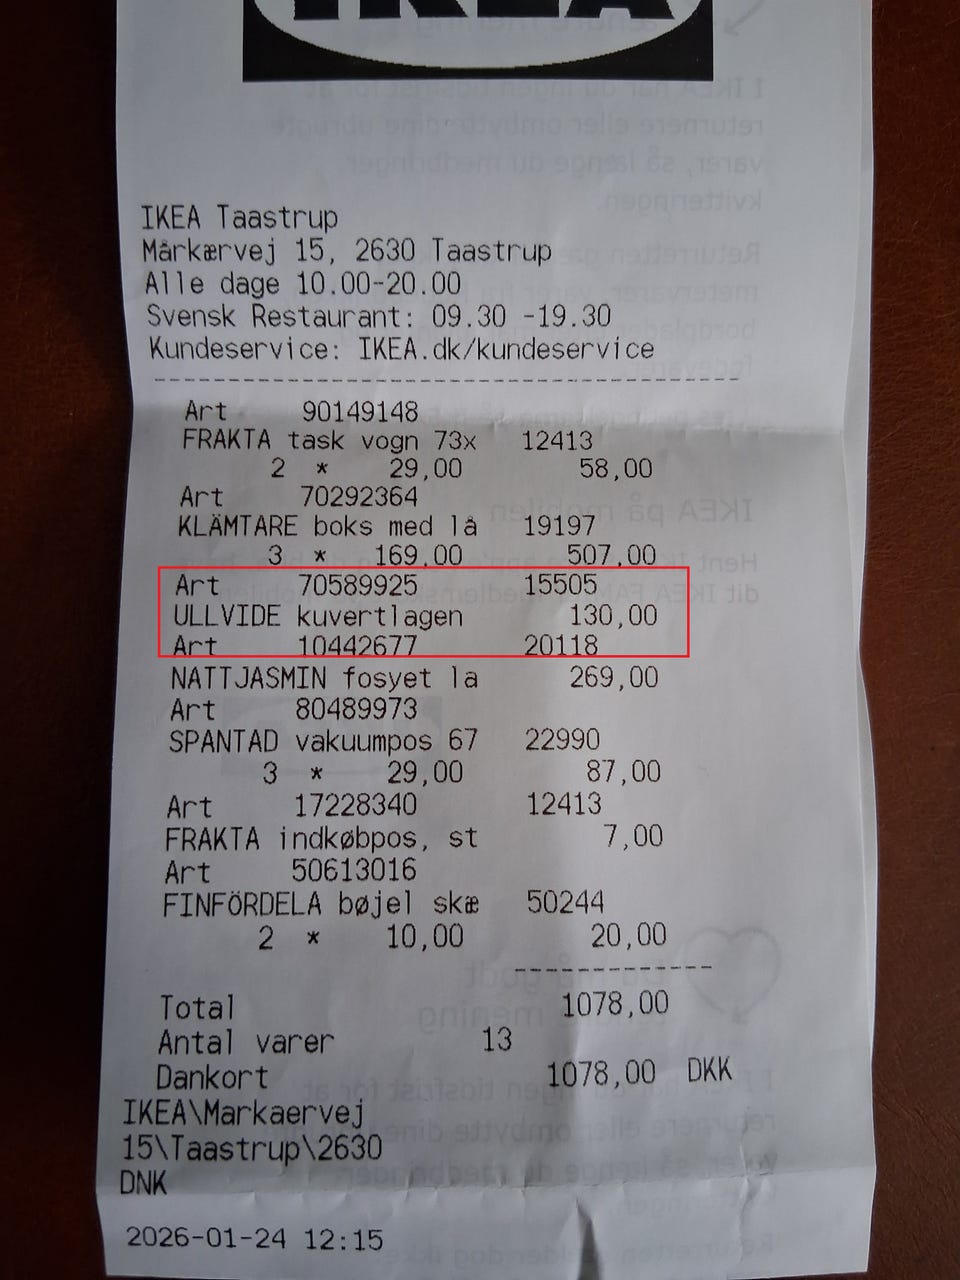 IKEA
IKEA Taastrup
Mårkærvej 15, 2630 Taastrup
Alle dage 10.00-20.00
Svensk Restaurant: 09.30 -19.30
Kundeservice: IKEA.dk/kundeservice
Art 90149148
FRAKTA task vogn 73x 12413
2 * 29,00 58,00
Art 70292364
KLÄMTARE boks med lå 19197
3 * 169,00 507,00
Art 70589925 15505
ULLVIDE kuvertlagen 130,00
Art 10442677 20118
NATTJASMIN fosyet la 269,00
Art 80489973
SPANTAD vakuumpos 67 22990
3 * 29,00 87,00
Art 17228340 12413
FRAKTA indkøbpos, st 7,00
Art 50613016
FINFÖRDELA bøjel skæ 50244
2 * 10,00 20,00
Total 1078,00
Antal varer 13
Dankort 1078,00 DKK
IKEA\Markaervej
15\Taastrup\2630
DNK
2026-01-24 12:15